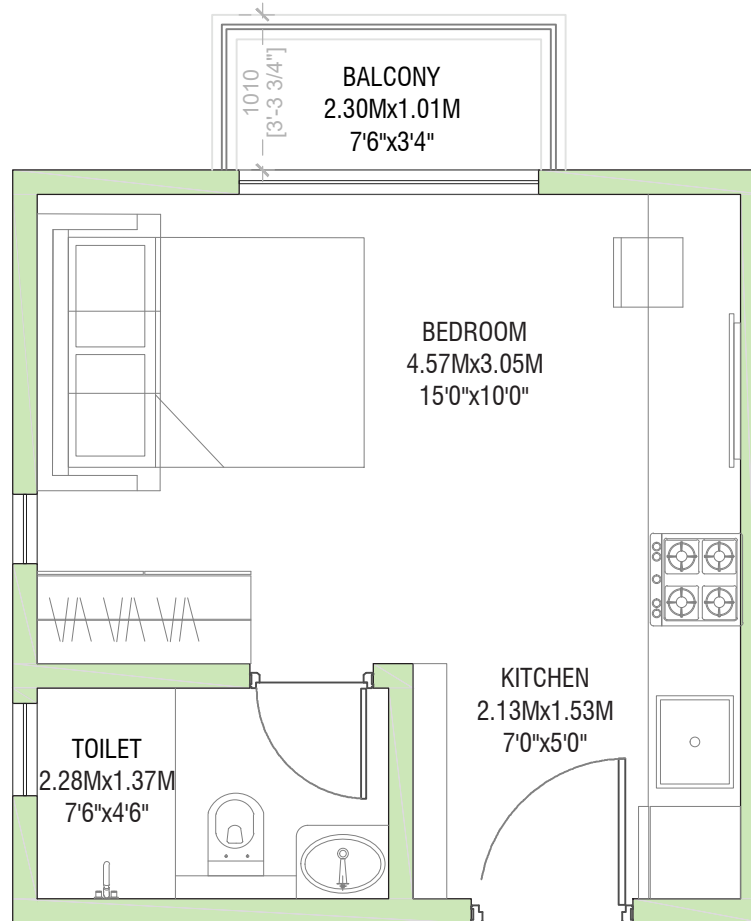 1010
[3'-3 3/4"]
BALCONY
2.30Mx1.01M
7'6"x3'4"
BEDROOM
4.57Mx3.05M
15'0"x10'0"
KITCHEN
2.13Mx1.53M
7'0"x5'0"
TOILET
2.28Mx1.37M
7'6"x4'6"